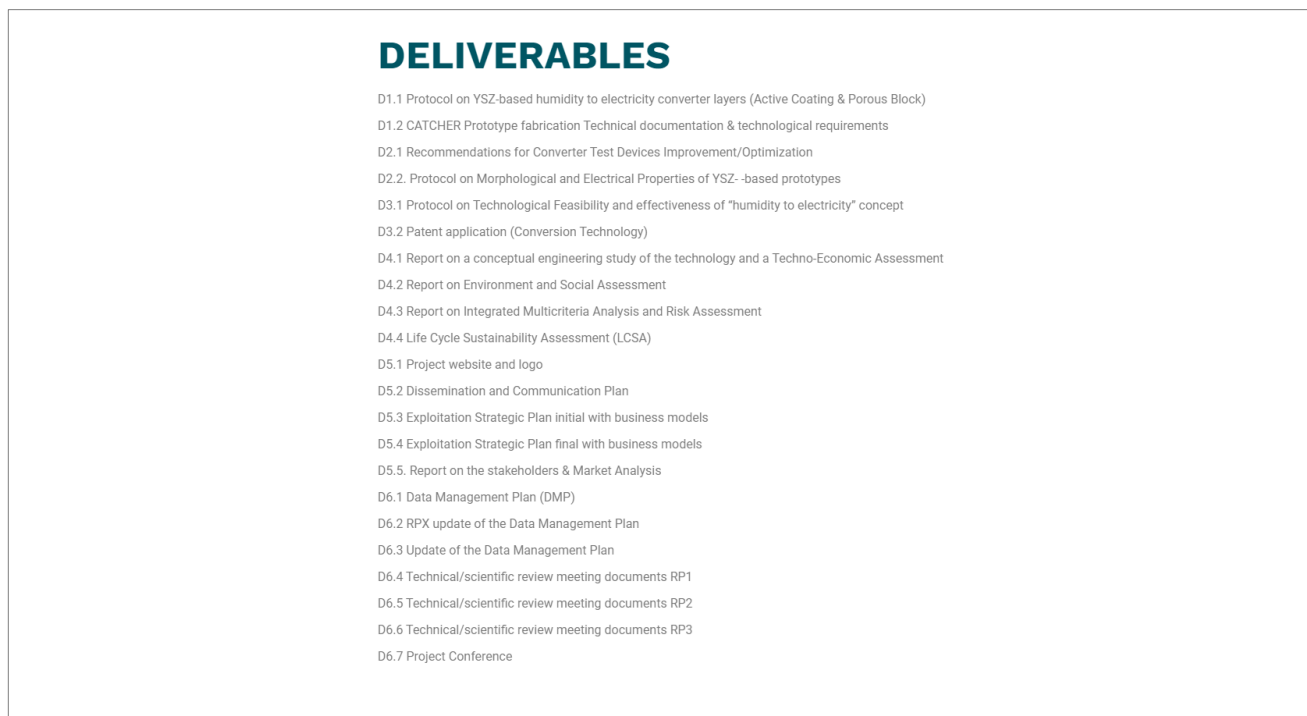 DELIVERABLES
D1.1 Protocol on YSZ-based humidity to electricity converter layers (Active Coating & Porous Block)
D1.2 CATCHER Prototype fabrication Technical documentation & technological requirements
D2.1 Recommendations for Converter Test Devices Improvement/Optimization
D2.2. Protocol on Morphological and Electrical Properties of YSZ- -based prototypes
D3.1 Protocol on Technological Feasibility and effectiveness of “humidity to electricity” concept
D3.2 Patent application (Conversion Technology)
D4.1 Report on a conceptual engineering study of the technology and a Techno-Economic Assessment
D4.2 Report on Environment and Social Assessment
D4.3 Report on Integrated Multicriteria Analysis and Risk Assessment
D4.4 Life Cycle Sustainability Assessment (LCSA)
D5.1 Project website and logo
D5.2 Dissemination and Communication Plan
D5.3 Exploitation Strategic Plan initial with business models
D5.4 Exploitation Strategic Plan final with business models
D5.5. Report on the stakeholders & Market Analysis
D6.1 Data Management Plan (DMP)
D6.2 RPX update of the Data Management Plan
D6.3 Update of the Data Management Plan
D6.4 Technical/scientific review meeting documents RP1
D6.5 Technical/scientific review meeting documents RP2
D6.6 Technical/scientific review meeting documents RP3
D6.7 Project Conference